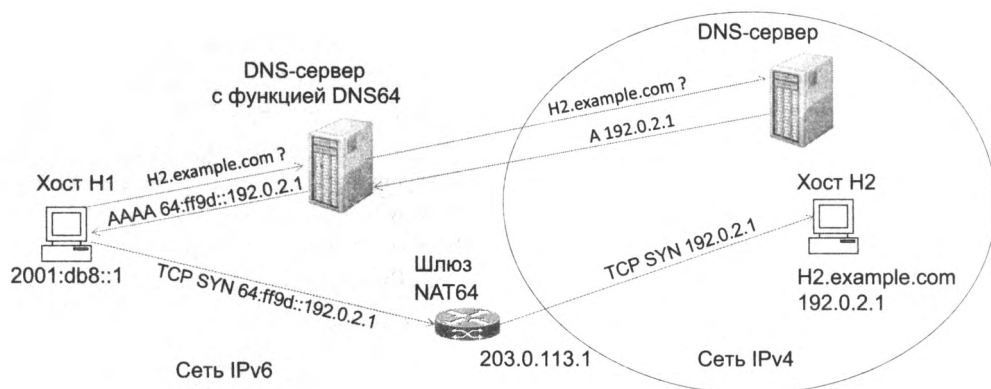 DNS-сервер
DNS-сервер
с функцией DNS64
H2.example.com ?
A 192.0.2.1
H2.example.com ?
AAAA 64:ff9d::192.0.2.1
Хост H1
2001:db8::1
Хост H2
TCP SYN 192.0.2.1
H2.example.com
192.0.2.1
TCP SYN 64:ff9d::192.0.2.1
Шлюз
NAT64
203.0.113.1
Сеть IPv6
Сеть IPv4